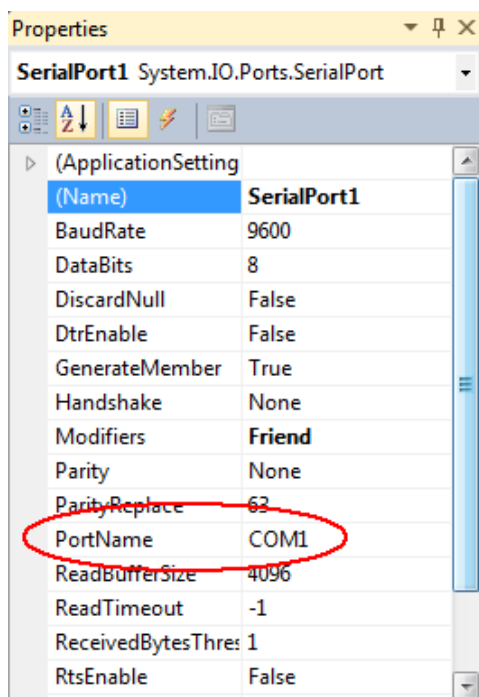 Properties
SerialPort1 System.IO.Ports.SerialPort
A
Z
(ApplicationSetting
(Name) SerialPort1
BaudRate 9600
DataBits 8
DiscardNull False
DtrEnable False
GenerateMember True
Handshake None
Modifiers Friend
Parity None
ParityReplace 63
PortName COM1
ReadBufferSize 4096
ReadTimeout -1
ReceivedBytesThres 1
RtsEnable False